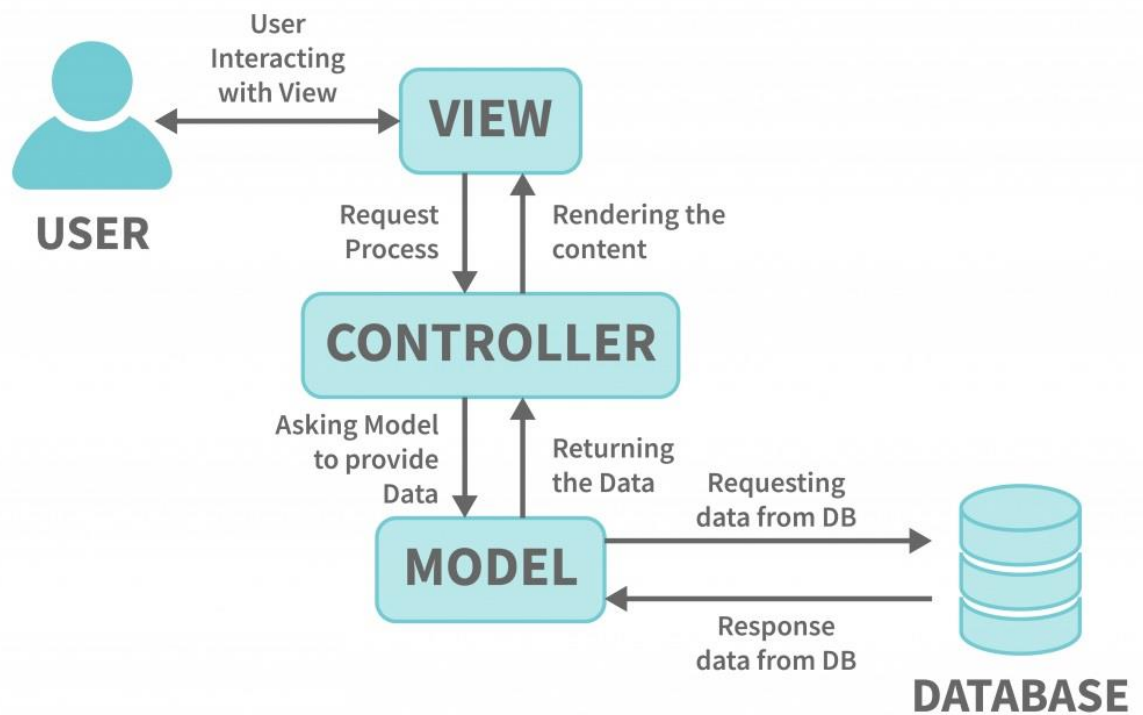 User
Interacting
with View
VIEW
USER
Request
Process
Rendering the
content
CONTROLLER
Asking Model
to provide
Data
Returning
the Data
Requesting
data from DB
MODEL
Response
data from DB
DATABASE